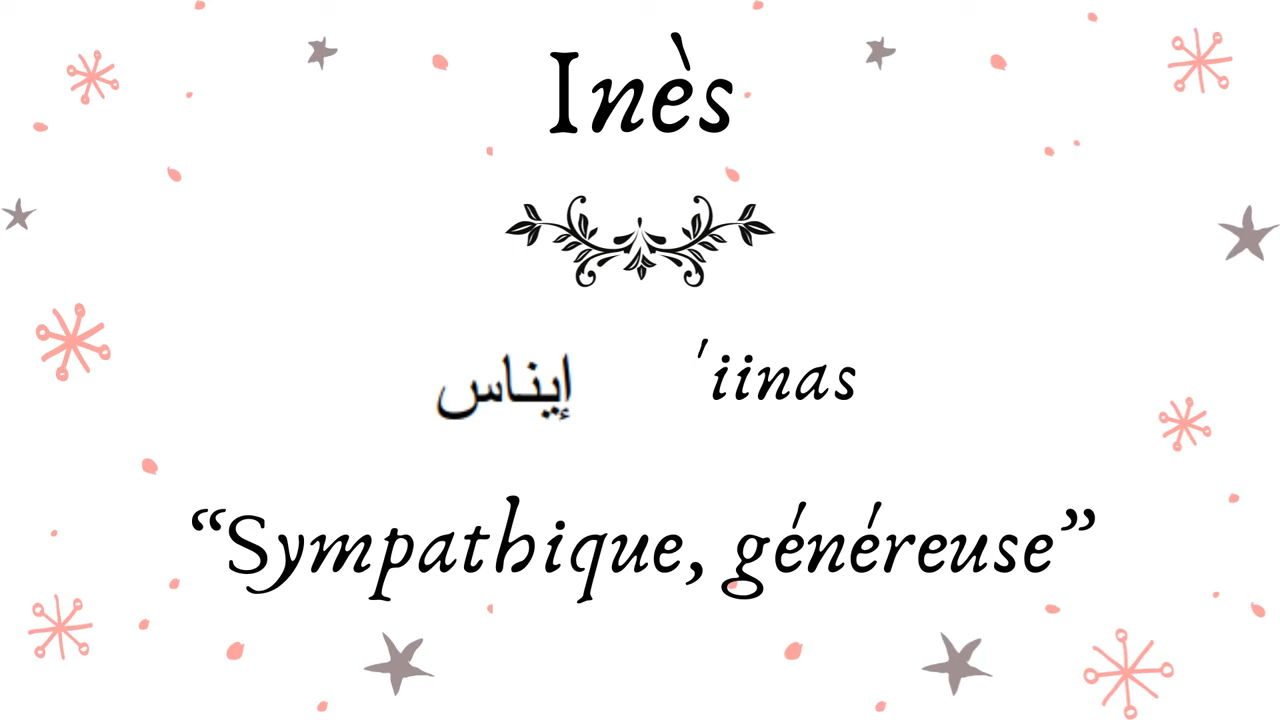 Inès
إيناس 'iinas
“Sympathique, généreuse”